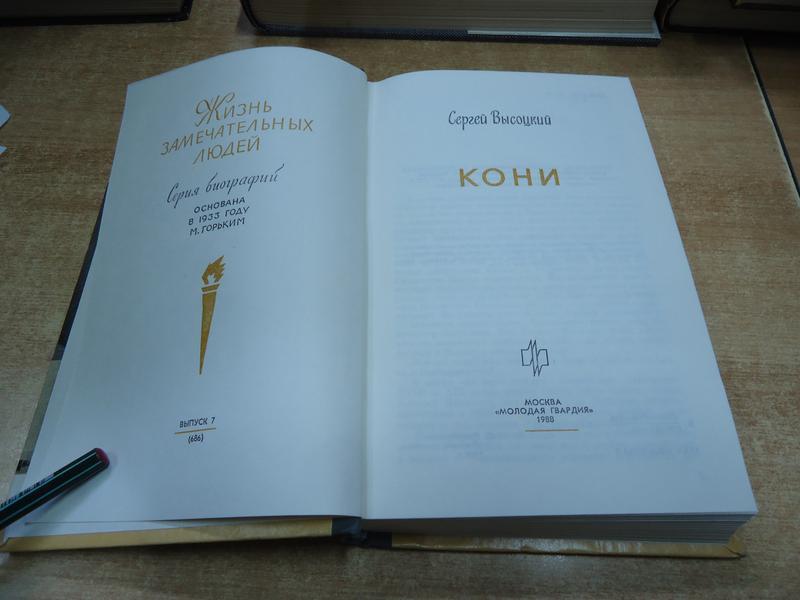 Жизнь
ЗАМЕЧАТЕЛЬНЫХ
ЛЮДЕЙ
Серия биографий
ОСНОВАНА
В 1933 ГОДУ
М. ГОРЬКИМ
ВЫПУСК 7
(686)
Сергей Высоцкий
КОНИ
МОСКВА
«МОЛОДАЯ ГВАРДИЯ»
1988